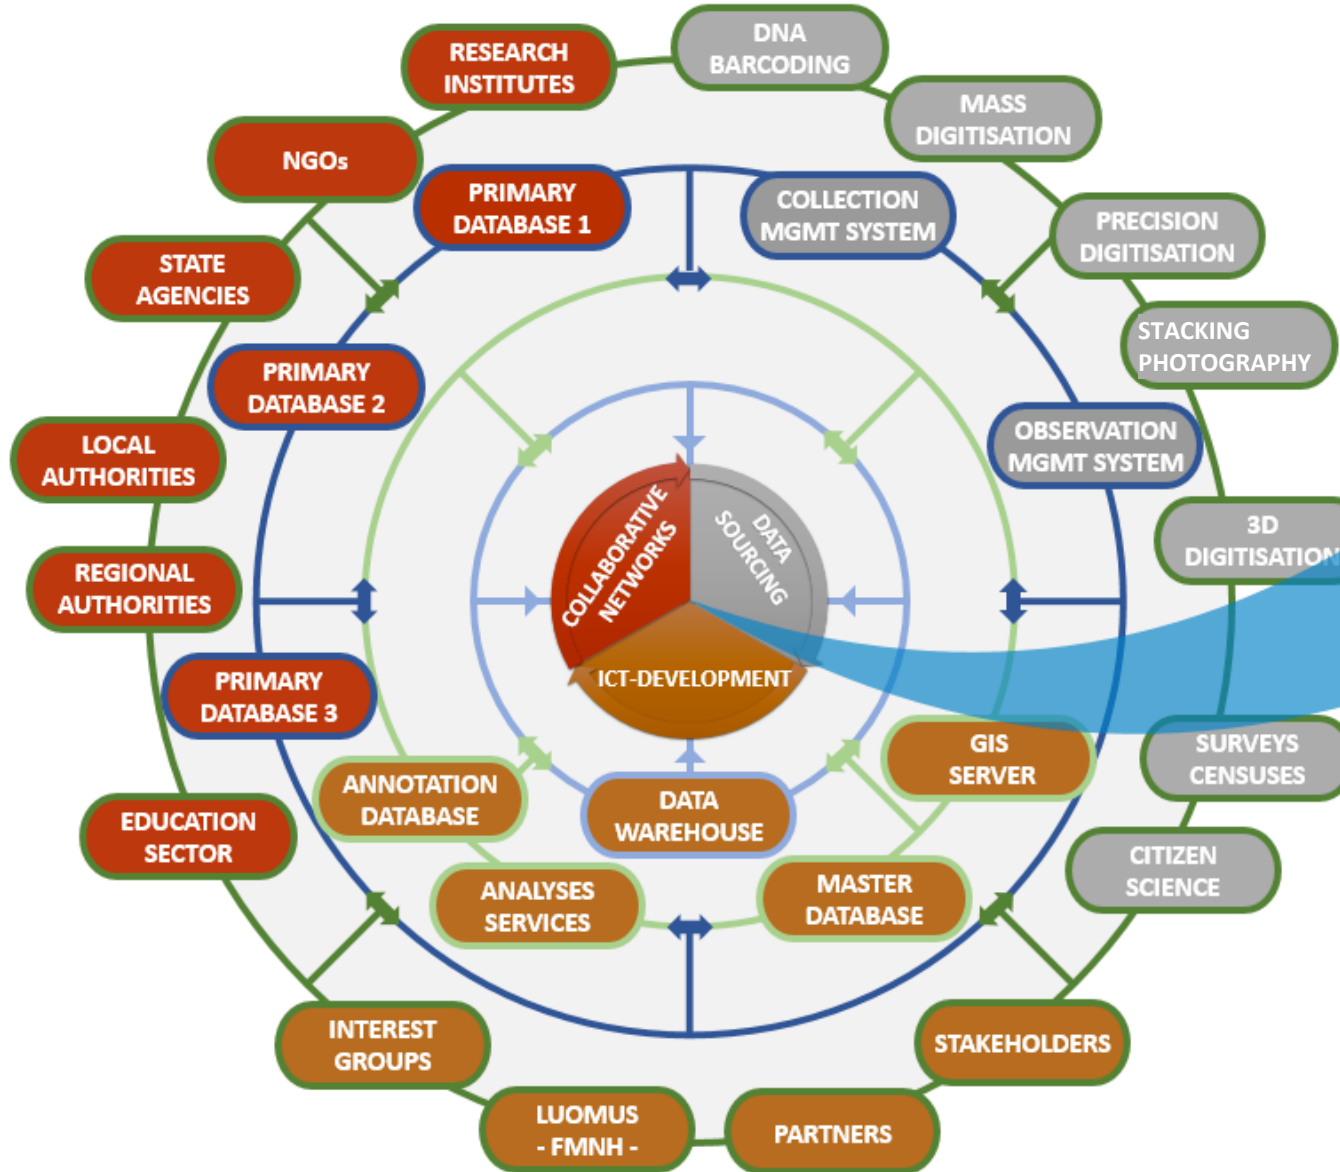 RESEARCH
INSTITUTES
DNA
BARCODING
MASS
DIGITISATION
NGOs
PRIMARY
DATABASE 1
COLLECTION
MGMT SYSTEM
PRECISION
DIGITISATION
STATE
AGENCIES
STACKING
PHOTOGRAPHY
PRIMARY
DATABASE 2
LOCAL
AUTHORITIES
OBSERVATION
MGMT SYSTEM
COLLABORATIVE
NETWORKS
DATA
SOURCING
3D
DIGITISATION
REGIONAL
AUTHORITIES
ICT-DEVELOPMENT
PRIMARY
DATABASE 3
GIS
SERVER
SURVEYS
CENSUSES
ANNOTATION
DATABASE
DATA
WAREHOUSE
EDUCATION
SECTOR
CITIZEN
SCIENCE
ANALYSES
SERVICES
MASTER
DATABASE
INTEREST
GROUPS
STAKEHOLDERS
LUOMUS
- FMNH -
PARTNERS